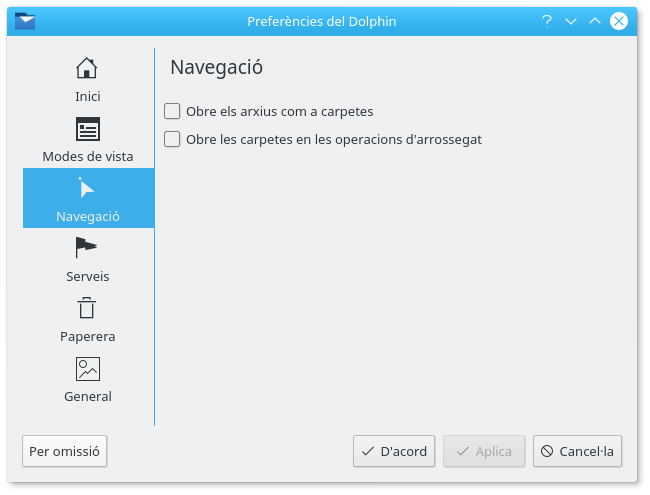 Preferències del Dolphin
Inici
Modes de vista
Navegació
Serveis
Paperera
General
Navegació
Obre els arxius com a carpetes
Obre les carpetes en les operacions d'arrossegat
Per omissió
D'acord
Aplica
Cancel·la